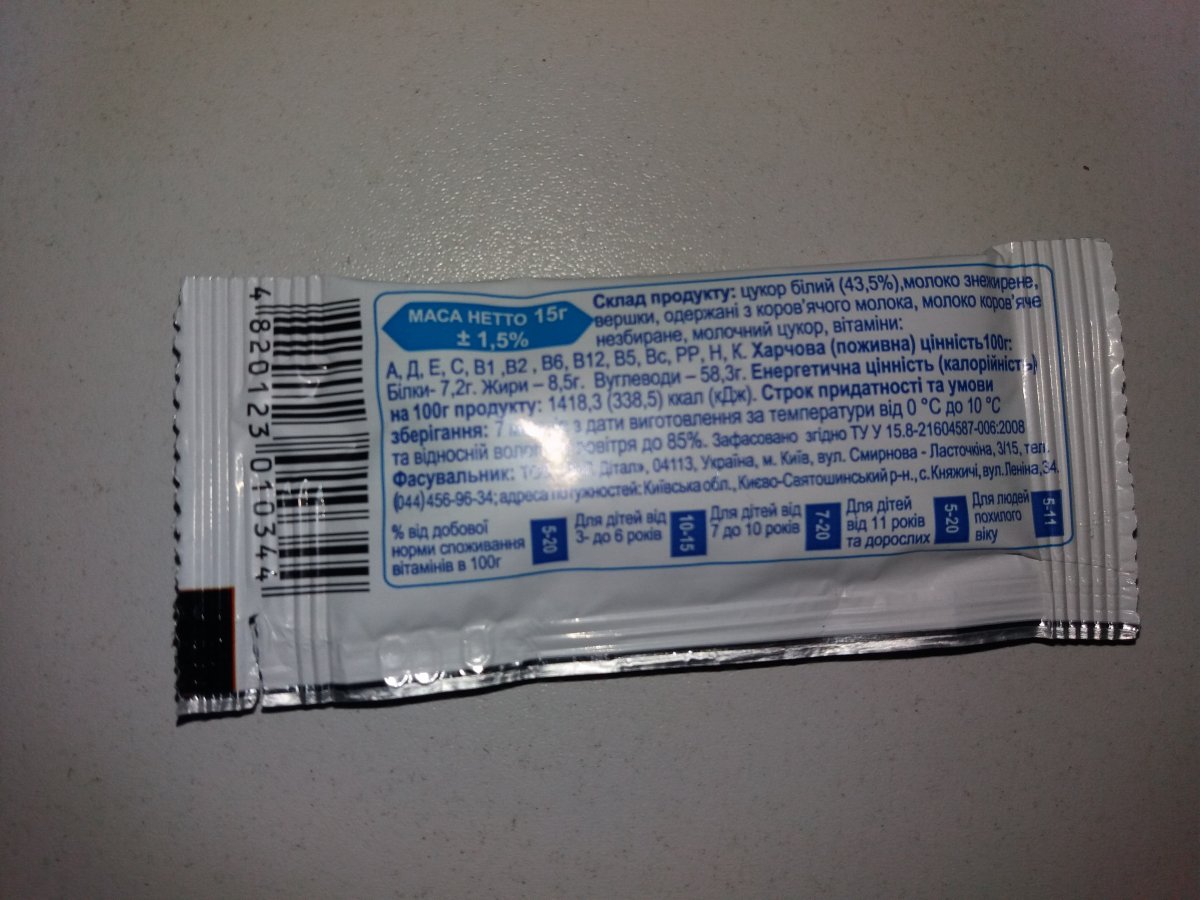 4 820123 010344
МАСА НЕТТО 15г
± 1,5%
Склад продукту: цукор білий (43,5%),молоко знежирене,
вершки, одержані з коров'ячого молока, молоко коров'яче
незбиране, молочний цукор, вітаміни:
А, Д, Е, С, В1 ,В2 , В6, В12, В5, Вс, РР, Н, К. Харчова (поживна) цінність100г:
Білки- 7,2г. Жири – 8,5г. Вуглеводи – 58,3г. Енергетична цінність (калорійність)
на 100г продукту: 1418,3 (338,5) ккал (кДж). Строк придатності та умови
зберігання: 7 з дати виготовлення за температури від 0 °С до 10 °С
та відносній повітря до 85%. Зафасовано згідно ТУ У 15.8-21604587-006:2008
Фасувальник: Дітал», 04113, Україна, м. Київ, вул. Смирнова - Ласточкіна, 3/15, тел.
(044)456-96-34; адреса потужностей: Київська обл., Києво-Святошинський р-н., с.Княжичі, вул.Леніна,34.
% від добової
норми споживання
вітамінів в 100г
5-20
Для дітей від
3- до 6 років
10-15
Для дітей від
7 до 10 років
7-20
Для дітей
від 11 років
та дорослих
5-20
Для людей
похилого
віку
5-11